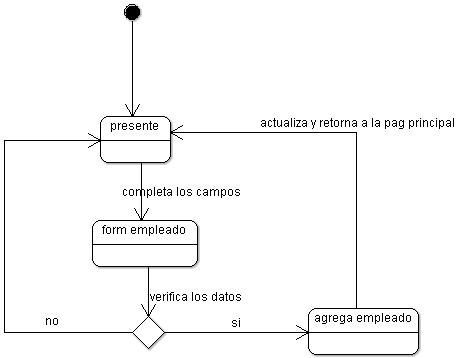 presente
actualiza y retorna a la pag principal
completa los campos
form empleado
verifica los datos
no
si
agrega empleado